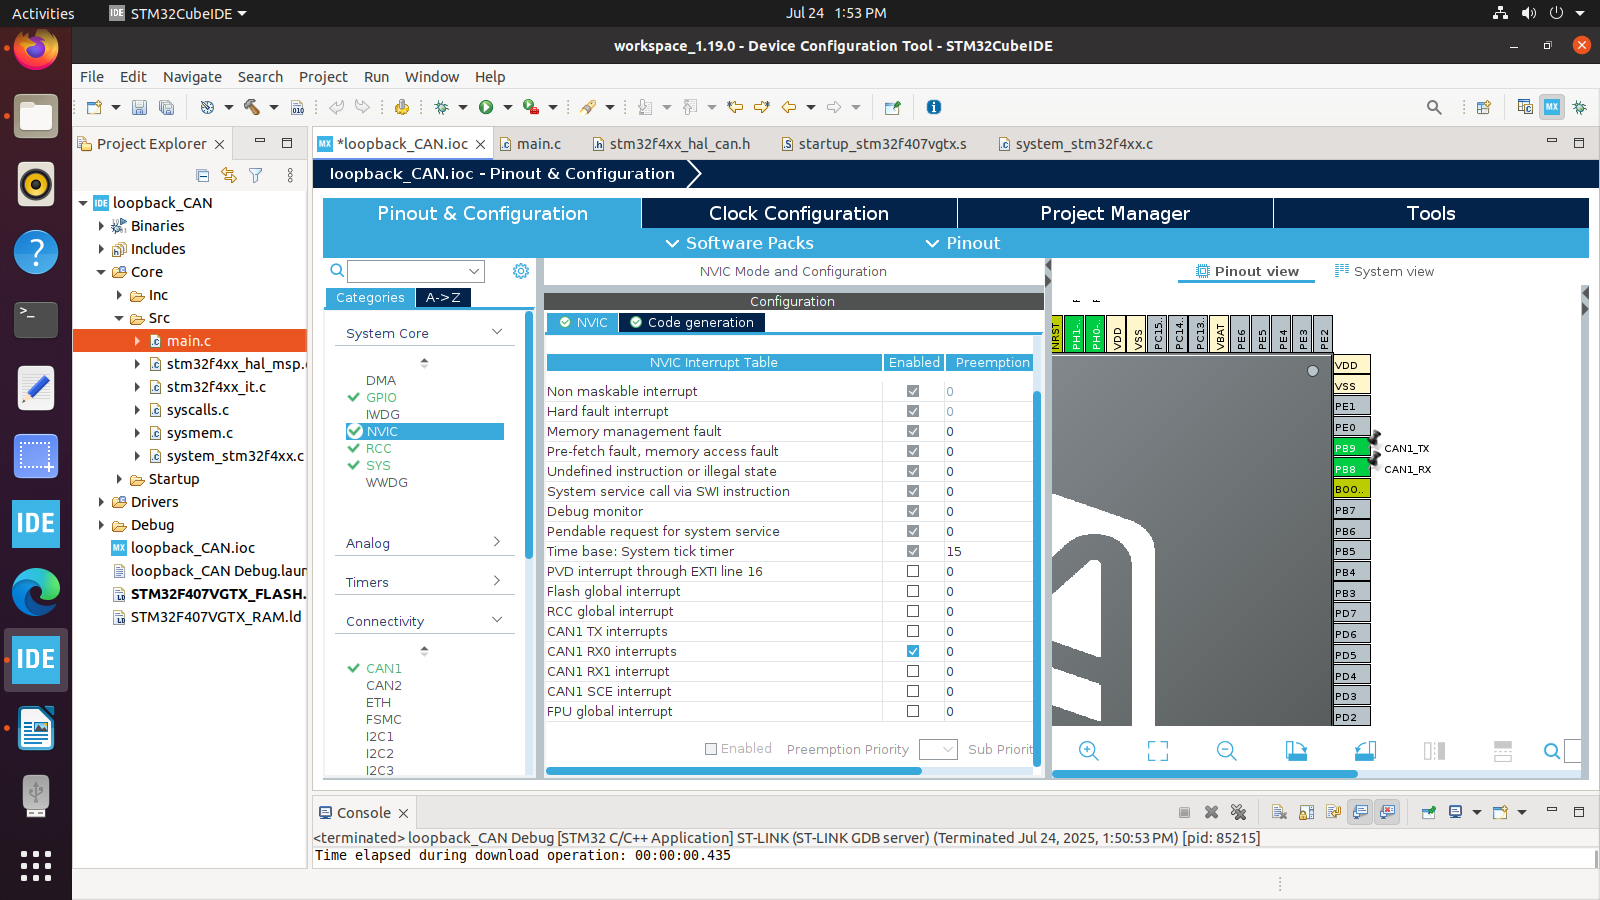 Activities
STM32CubeIDE
Jul 24 1:53 PM
workspace_1.19.0 - Device Configuration Tool - STM32CubeIDE
File Edit Navigate Search Project Run Window Help
Project Explorer
*loopback_CAN.ioc
main.c
stm32f4xx_hal_can.h
startup_stm32f407vgtx.s
system_stm32f4xx.c
loopback_CAN
Binaries
Includes
Core
Inc
Src
main.c
stm32f4xx_hal_msp.
stm32f4xx_it.c
syscalls.c
sysmem.c
system_stm32f4xx.c
Startup
Drivers
Debug
loopback_CAN.ioc
loopback_CAN Debug.laun
STM32F407VGTX_FLASH.
STM32F407VGTX_RAM.ld
loopback_CAN.ioc - Pinout & Configuration
Pinout & Configuration
Clock Configuration
Project Manager
Tools
Software Packs
Pinout
Categories
A->Z
System Core
DMA
GPIO
IWDG
NVIC
RCC
SYS
WWDG
Analog
Timers
Connectivity
CAN1
CAN2
ETH
FSMC
I2C1
I2C2
I2C3
NVIC Mode and Configuration
Configuration
NVIC
Code generation
NVIC Interrupt Table Enabled Preemption
Non maskable interrupt 0
Hard fault interrupt 0
Memory management fault 0
Pre-fetch fault, memory access fault 0
Undefined instruction or illegal state 0
System service call via SWI instruction 0
Debug monitor 0
Pendable request for system service 0
Time base: System tick timer 15
PVD interrupt through EXTI line 16 0
Flash global interrupt 0
RCC global interrupt 0
CAN1 TX interrupts 0
CAN1 RX0 interrupts 0
CAN1 RX1 interrupt 0
CAN1 SCE interrupt 0
FPU global interrupt 0
Enabled Preemption Priority Sub Priorit
Pinout view
System view
NRST
PH1-..
PH0-..
VDD
VSS
PC15..
PC14..
PC13..
VBAT
PE6
PE5
PE4
PE3
PE2
VDD
VSS
PE1
PE0
PB9 CAN1_TX
PB8 CAN1_RX
BOO..
PB7
PB6
PB5
PB4
PB3
PD7
PD6
PD5
PD4
PD3
PD2
Console
<terminated> loopback_CAN Debug [STM32 C/C++ Application] ST-LINK (ST-LINK GDB server) (Terminated Jul 24, 2025, 1:50:53 PM) [pid: 85215]
Time elapsed during download operation: 00:00:00.435